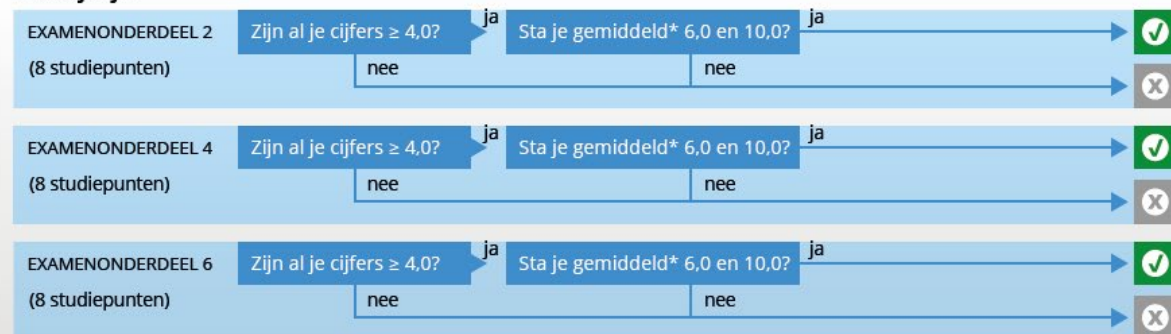 ja ja
EXAMENONDERDEEL 2 Zijn al je cijfers ≥ 4,0? Sta je gemiddeld* 6,0 en 10,0?
(8 studiepunten) nee nee
ja ja
EXAMENONDERDEEL 4 Zijn al je cijfers ≥ 4,0? Sta je gemiddeld* 6,0 en 10,0?
(8 studiepunten) nee nee
ja ja
EXAMENONDERDEEL 6 Zijn al je cijfers ≥ 4,0? Sta je gemiddeld* 6,0 en 10,0?
(8 studiepunten) nee nee